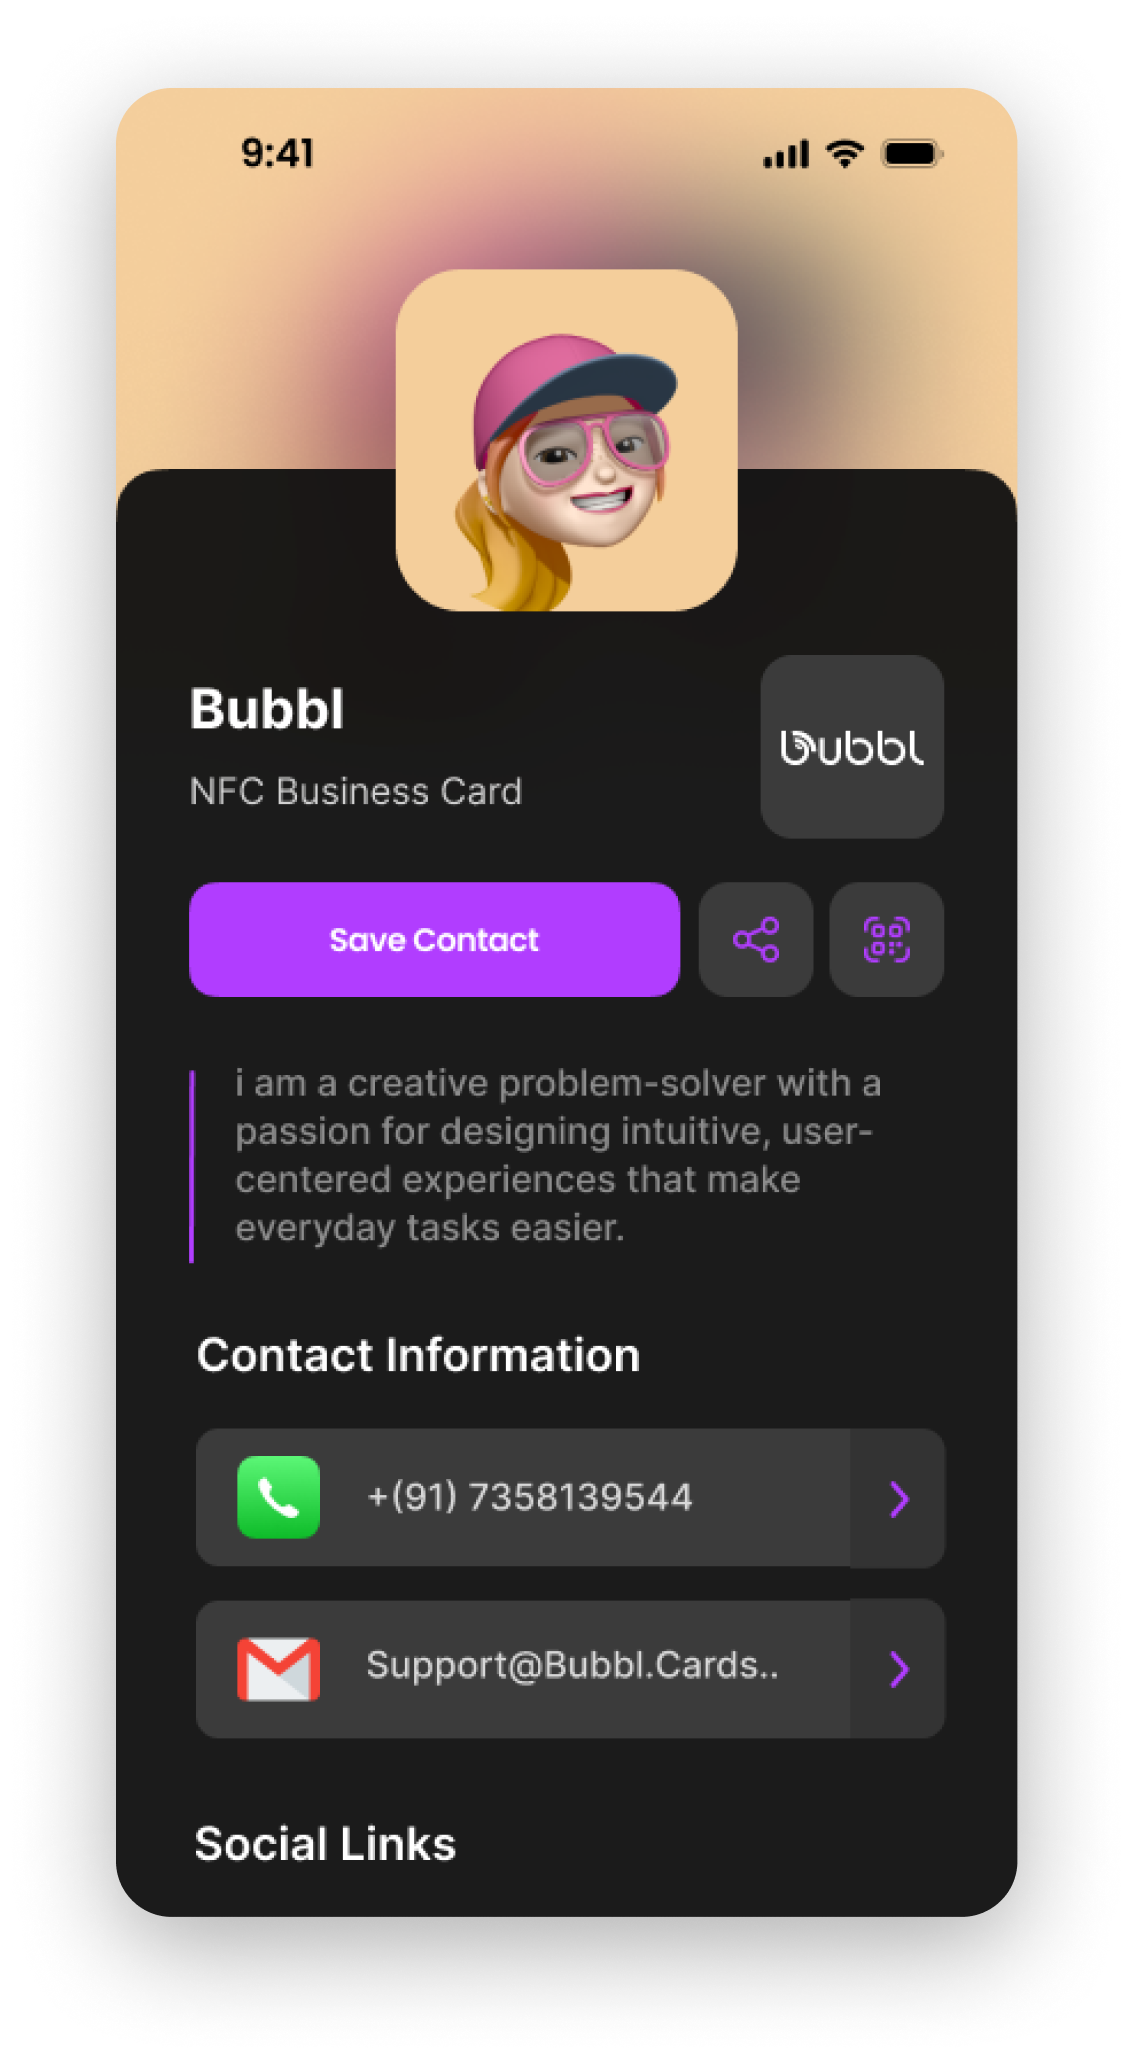 9:41
Bubbl
bubbl
NFC Business Card
Save Contact
i am a creative problem-solver with a
passion for designing intuitive, user-
centered experiences that make
everyday tasks easier.
Contact Information
+(91) 7358139544
Support@Bubbl.Cards..
Social Links